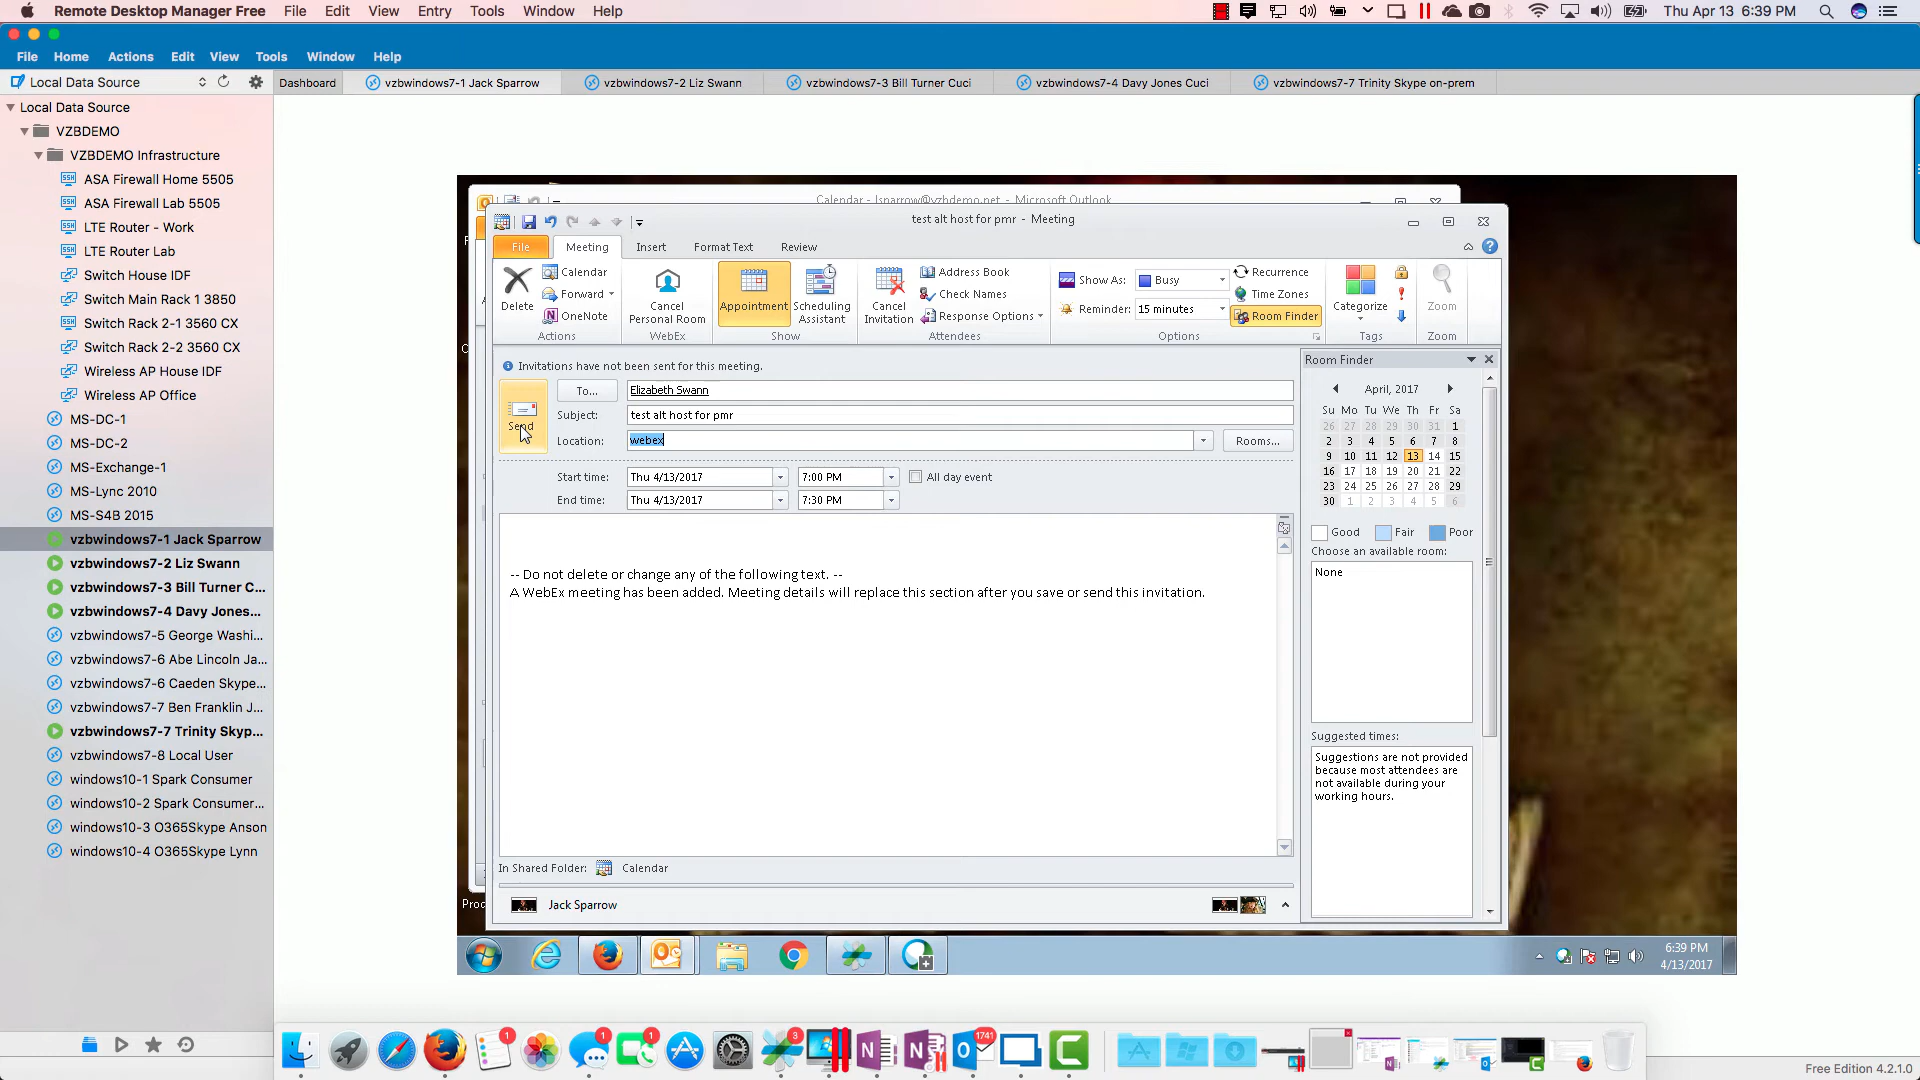 Remote Desktop Manager Free File Edit View Entry Tools Window Help
Thu Apr 13 6:39 PM
File Home Actions Edit View Tools Window Help
Local Data Source
Dashboard
vzbwindows7-1 Jack Sparrow
vzbwindows7-2 Liz Swann
vzbwindows7-3 Bill Turner Cuci
vzbwindows7-4 Davy Jones Cuci
vzbwindows7-7 Trinity Skype on-prem
Local Data Source
VZBDEMO
VZBDEMO Infrastructure
ASA Firewall Home 5505
ASA Firewall Lab 5505
LTE Router - Work
LTE Router Lab
Switch House IDF
Switch Main Rack 1 3850
Switch Rack 2-1 3560 CX
Switch Rack 2-2 3560 CX
Wireless AP House IDF
Wireless AP Office
MS-DC-1
MS-DC-2
MS-Exchange-1
MS-Lync 2010
MS-S4B 2015
vzbwindows7-1 Jack Sparrow
vzbwindows7-2 Liz Swann
vzbwindows7-3 Bill Turner C...
vzbwindows7-4 Davy Jones...
vzbwindows7-5 George Washi...
vzbwindows7-6 Abe Lincoln Ja...
vzbwindows7-6 Caeden Skype...
vzbwindows7-7 Ben Franklin J...
vzbwindows7-7 Trinity Skyp...
vzbwindows7-8 Local User
windows10-1 Spark Consumer
windows10-2 Spark Consumer...
windows10-3 O365Skype Anson
windows10-4 O365Skype Lynn
Calendar - jsparrow@vzbdemo.net - Microsoft Outlook
test alt host for pmr - Meeting
File Meeting Insert Format Text Review
Delete
Calendar
Forward
OneNote
Actions
Cancel
Personal Room
WebEx
Appointment
Scheduling
Assistant
Show
Cancel
Invitation
Address Book
Check Names
Response Options
Attendees
Show As: Busy
Reminder: 15 minutes
Recurrence
Time Zones
Room Finder
Options
Categorize
Tags
Zoom
Zoom
Invitations have not been sent for this meeting.
Send
To... Elizabeth Swann
Subject: test alt host for pmr
Location: webex
Rooms...
Start time: Thu 4/13/2017 7:00 PM All day event
End time: Thu 4/13/2017 7:30 PM
-- Do not delete or change any of the following text. --
A WebEx meeting has been added. Meeting details will replace this section after you save or send this invitation.
In Shared Folder: Calendar
Jack Sparrow
Room Finder
April, 2017
Su Mo Tu We Th Fr Sa
26 27 28 29 30 31 1
2 3 4 5 6 7 8
9 10 11 12 13 14 15
16 17 18 19 20 21 22
23 24 25 26 27 28 29
30 1 2 3 4 5 6
Good Fair Poor
Choose an available room:
None
Suggested times:
Suggestions are not provided
because most attendees are
not available during your
working hours.
Proc
6:39 PM
4/13/2017
1
1
1
3
1741
Free Edition 4.2.1.0